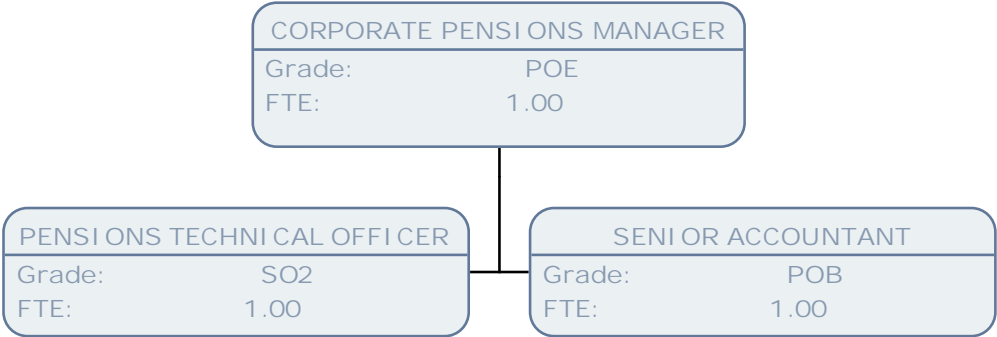 CORPORATE PENSIONS MANAGER
Grade: POE
FTE: 1.00
PENSIONS TECHNICAL OFFICER
Grade: SO2
FTE: 1.00
SENIOR ACCOUNTANT
Grade: POB
FTE: 1.00